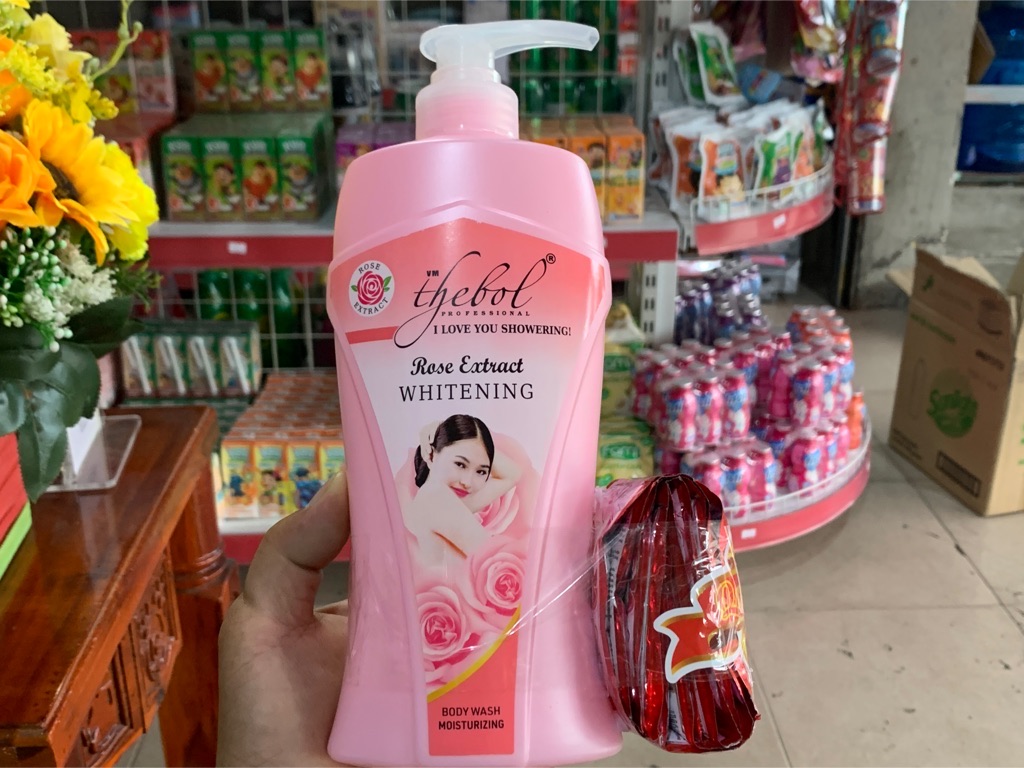 ROSE
EXTRACT
VM
thebol®
PROFESSIONAL
I LOVE YOU SHOWERING!
Rose Extract
WHITENING
BODY WASH
MOISTURIZING